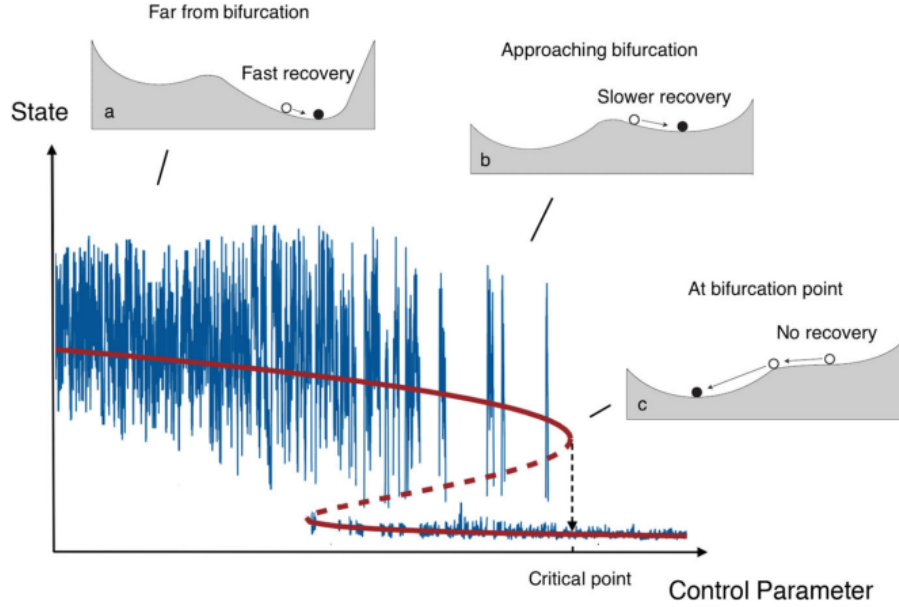 Far from bifurcation
Fast recovery
a
State
Approaching bifurcation
Slower recovery
b
At bifurcation point
No recovery
c
Critical point
Control Parameter